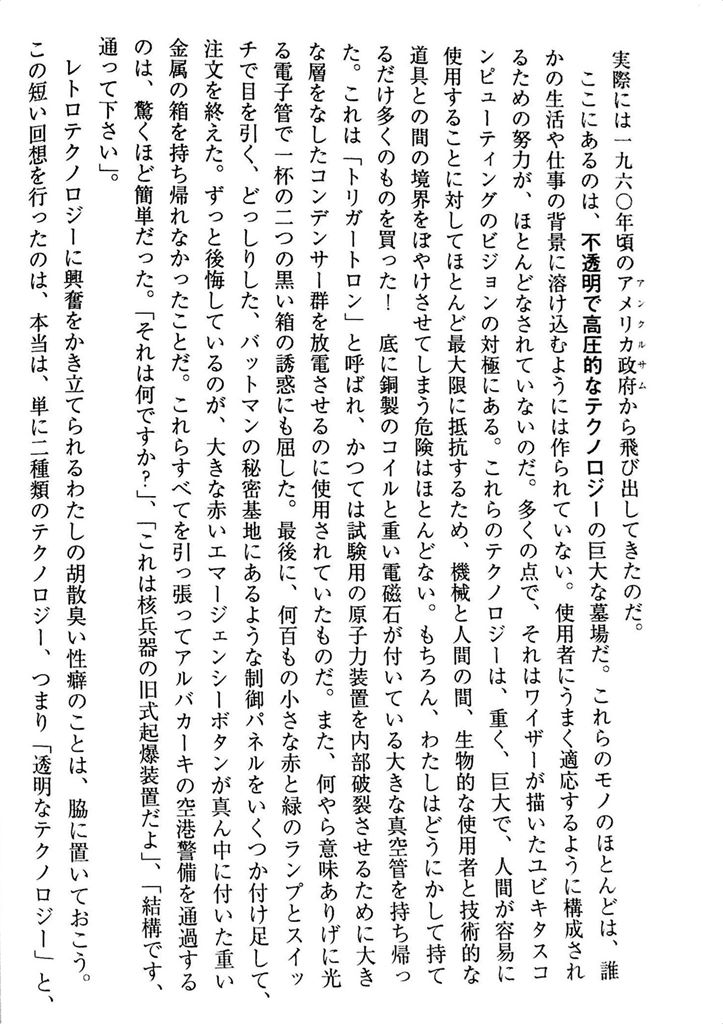 実際には一九六〇年頃のアメリカ政府アンクルサムから飛び出してきたのだ。
ここにあるのは、不透明で高圧的なテクノロジーの巨大な墓場だ。これらのモノのほとんどは、誰
かの生活や仕事の背景に溶け込むようには作られていない。使用者にうまく適応するように構成され
るための努力が、ほとんどなされていないのだ。多くの点で、それはワイザーが描いたユビキタスコ
ンピューティングのビジョンの対極にある。これらのテクノロジーは、重く、巨大で、人間が容易に
使用することに対してほとんど最大限に抵抗するため、機械と人間の間、生物的な使用者と技術的な
道具との間の境界をぼやけさせてしまう危険はほとんどない。もちろん、わたしはどうにかして持て
るだけ多くのものを買った！　底に銅製のコイルと重い電磁石が付いている大きな真空管を持ち帰っ
た。これは「トリガートロン」と呼ばれ、かつては試験用の原子力装置を内部破裂させるために大き
な層をなしたコンデンサー群を放電させるのに使用されていたものだ。また、何やら意味ありげに光
る電子管で一杯の二つの黒い箱の誘惑にも屈した。最後に、何百もの小さな赤と緑のランプとスイッ
チで目を引く、どっしりした、バットマンの秘密基地にあるような制御パネルをいくつか付け足して、
注文を終えた。ずっと後悔しているのが、大きな赤いエマージェンシーボタンが真ん中に付いた重い
金属の箱を持ち帰れなかったことだ。これらすべてを引っ張ってアルバカーキの空港警備を通過する
のは、驚くほど簡単だった。「それは何ですか？」、「これは核兵器の旧式起爆装置だよ」、「結構です、
通って下さい」。
レトロテクノロジーに興奮をかき立てられるわたしの胡散臭い性癖のことは、脇に置いておこう。
この短い回想を行ったのは、本当は、単に二種類のテクノロジー、つまり「透明なテクノロジー」と、